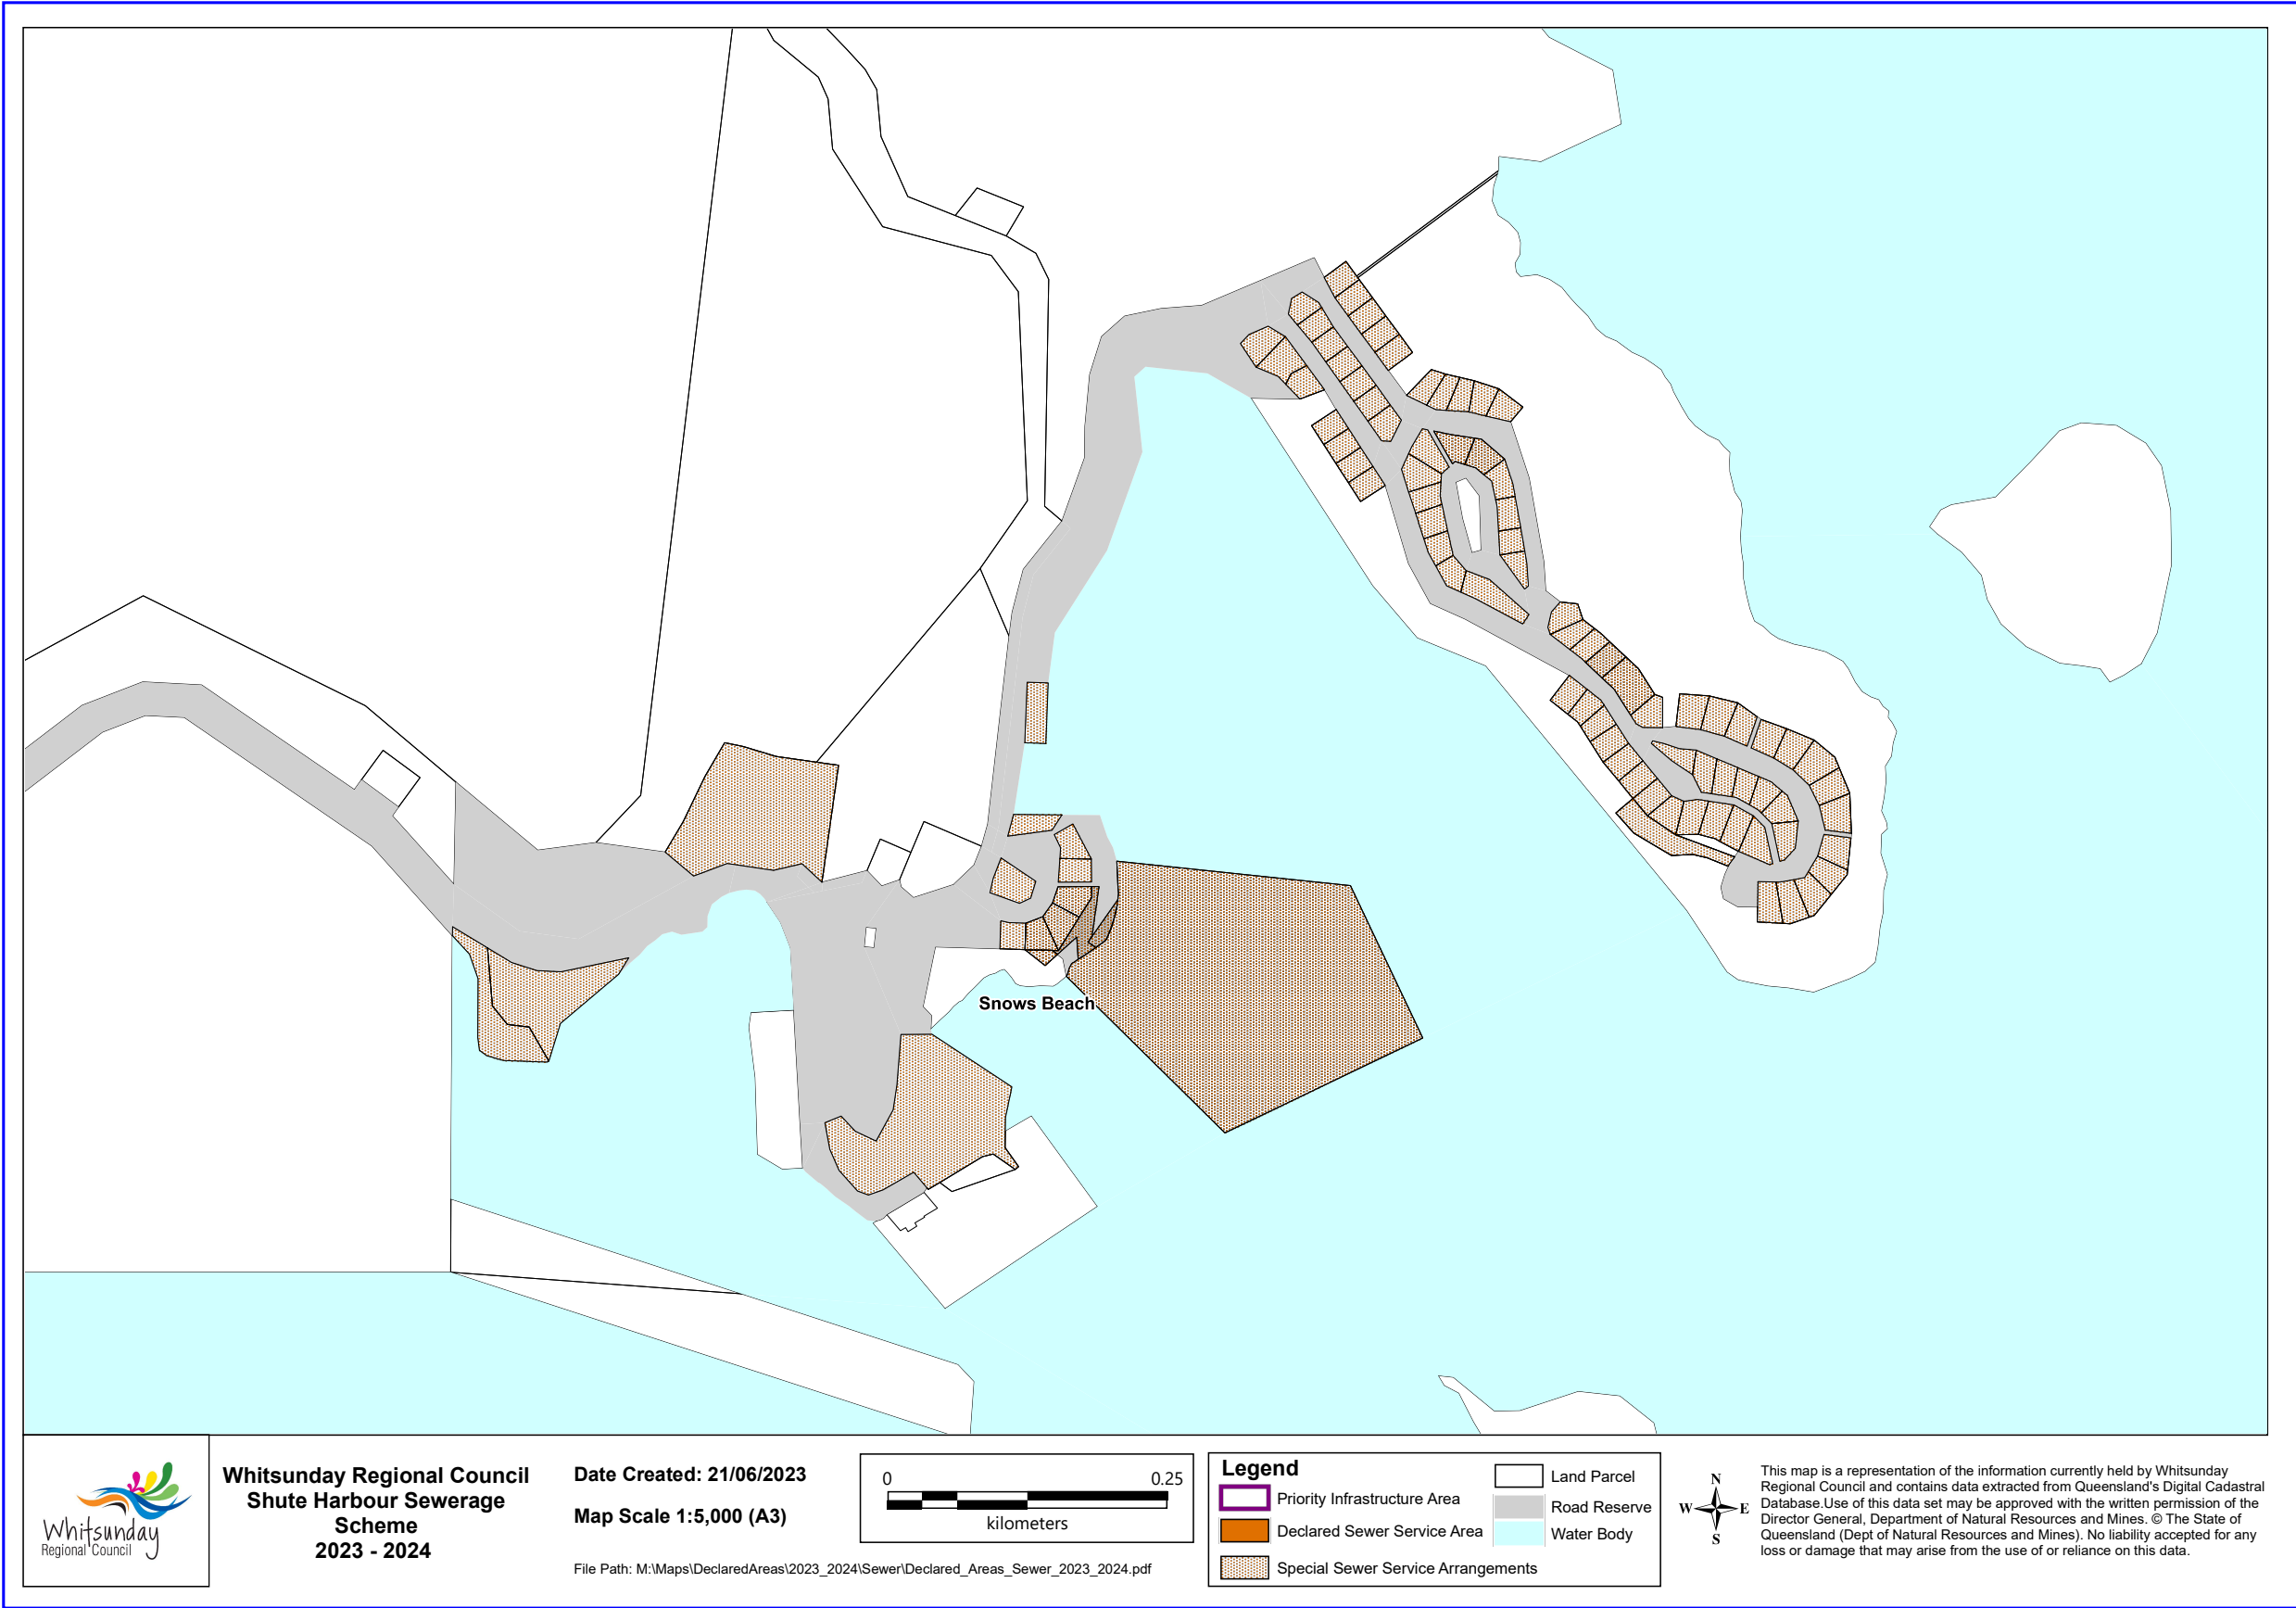 Snows Beach
Whitsunday
Regional Council
Whitsunday Regional Council
Shute Harbour Sewerage
Scheme
2023 - 2024
Date Created: 21/06/2023
Map Scale 1:5,000 (A3)
File Path: M:\Maps\DeclaredAreas\2023_2024\Sewer\Declared_Areas_Sewer_2023_2024.pdf
0 0.25
kilometers
Legend
Priority Infrastructure Area
Declared Sewer Service Area
Special Sewer Service Arrangements
Land Parcel
Road Reserve
Water Body
N
W E
S
This map is a representation of the information currently held by Whitsunday
Regional Council and contains data extracted from Queensland's Digital Cadastral
Database.Use of this data set may be approved with the written permission of the
Director General, Department of Natural Resources and Mines. © The State of
Queensland (Dept of Natural Resources and Mines). No liability accepted for any
loss or damage that may arise from the use of or reliance on this data.